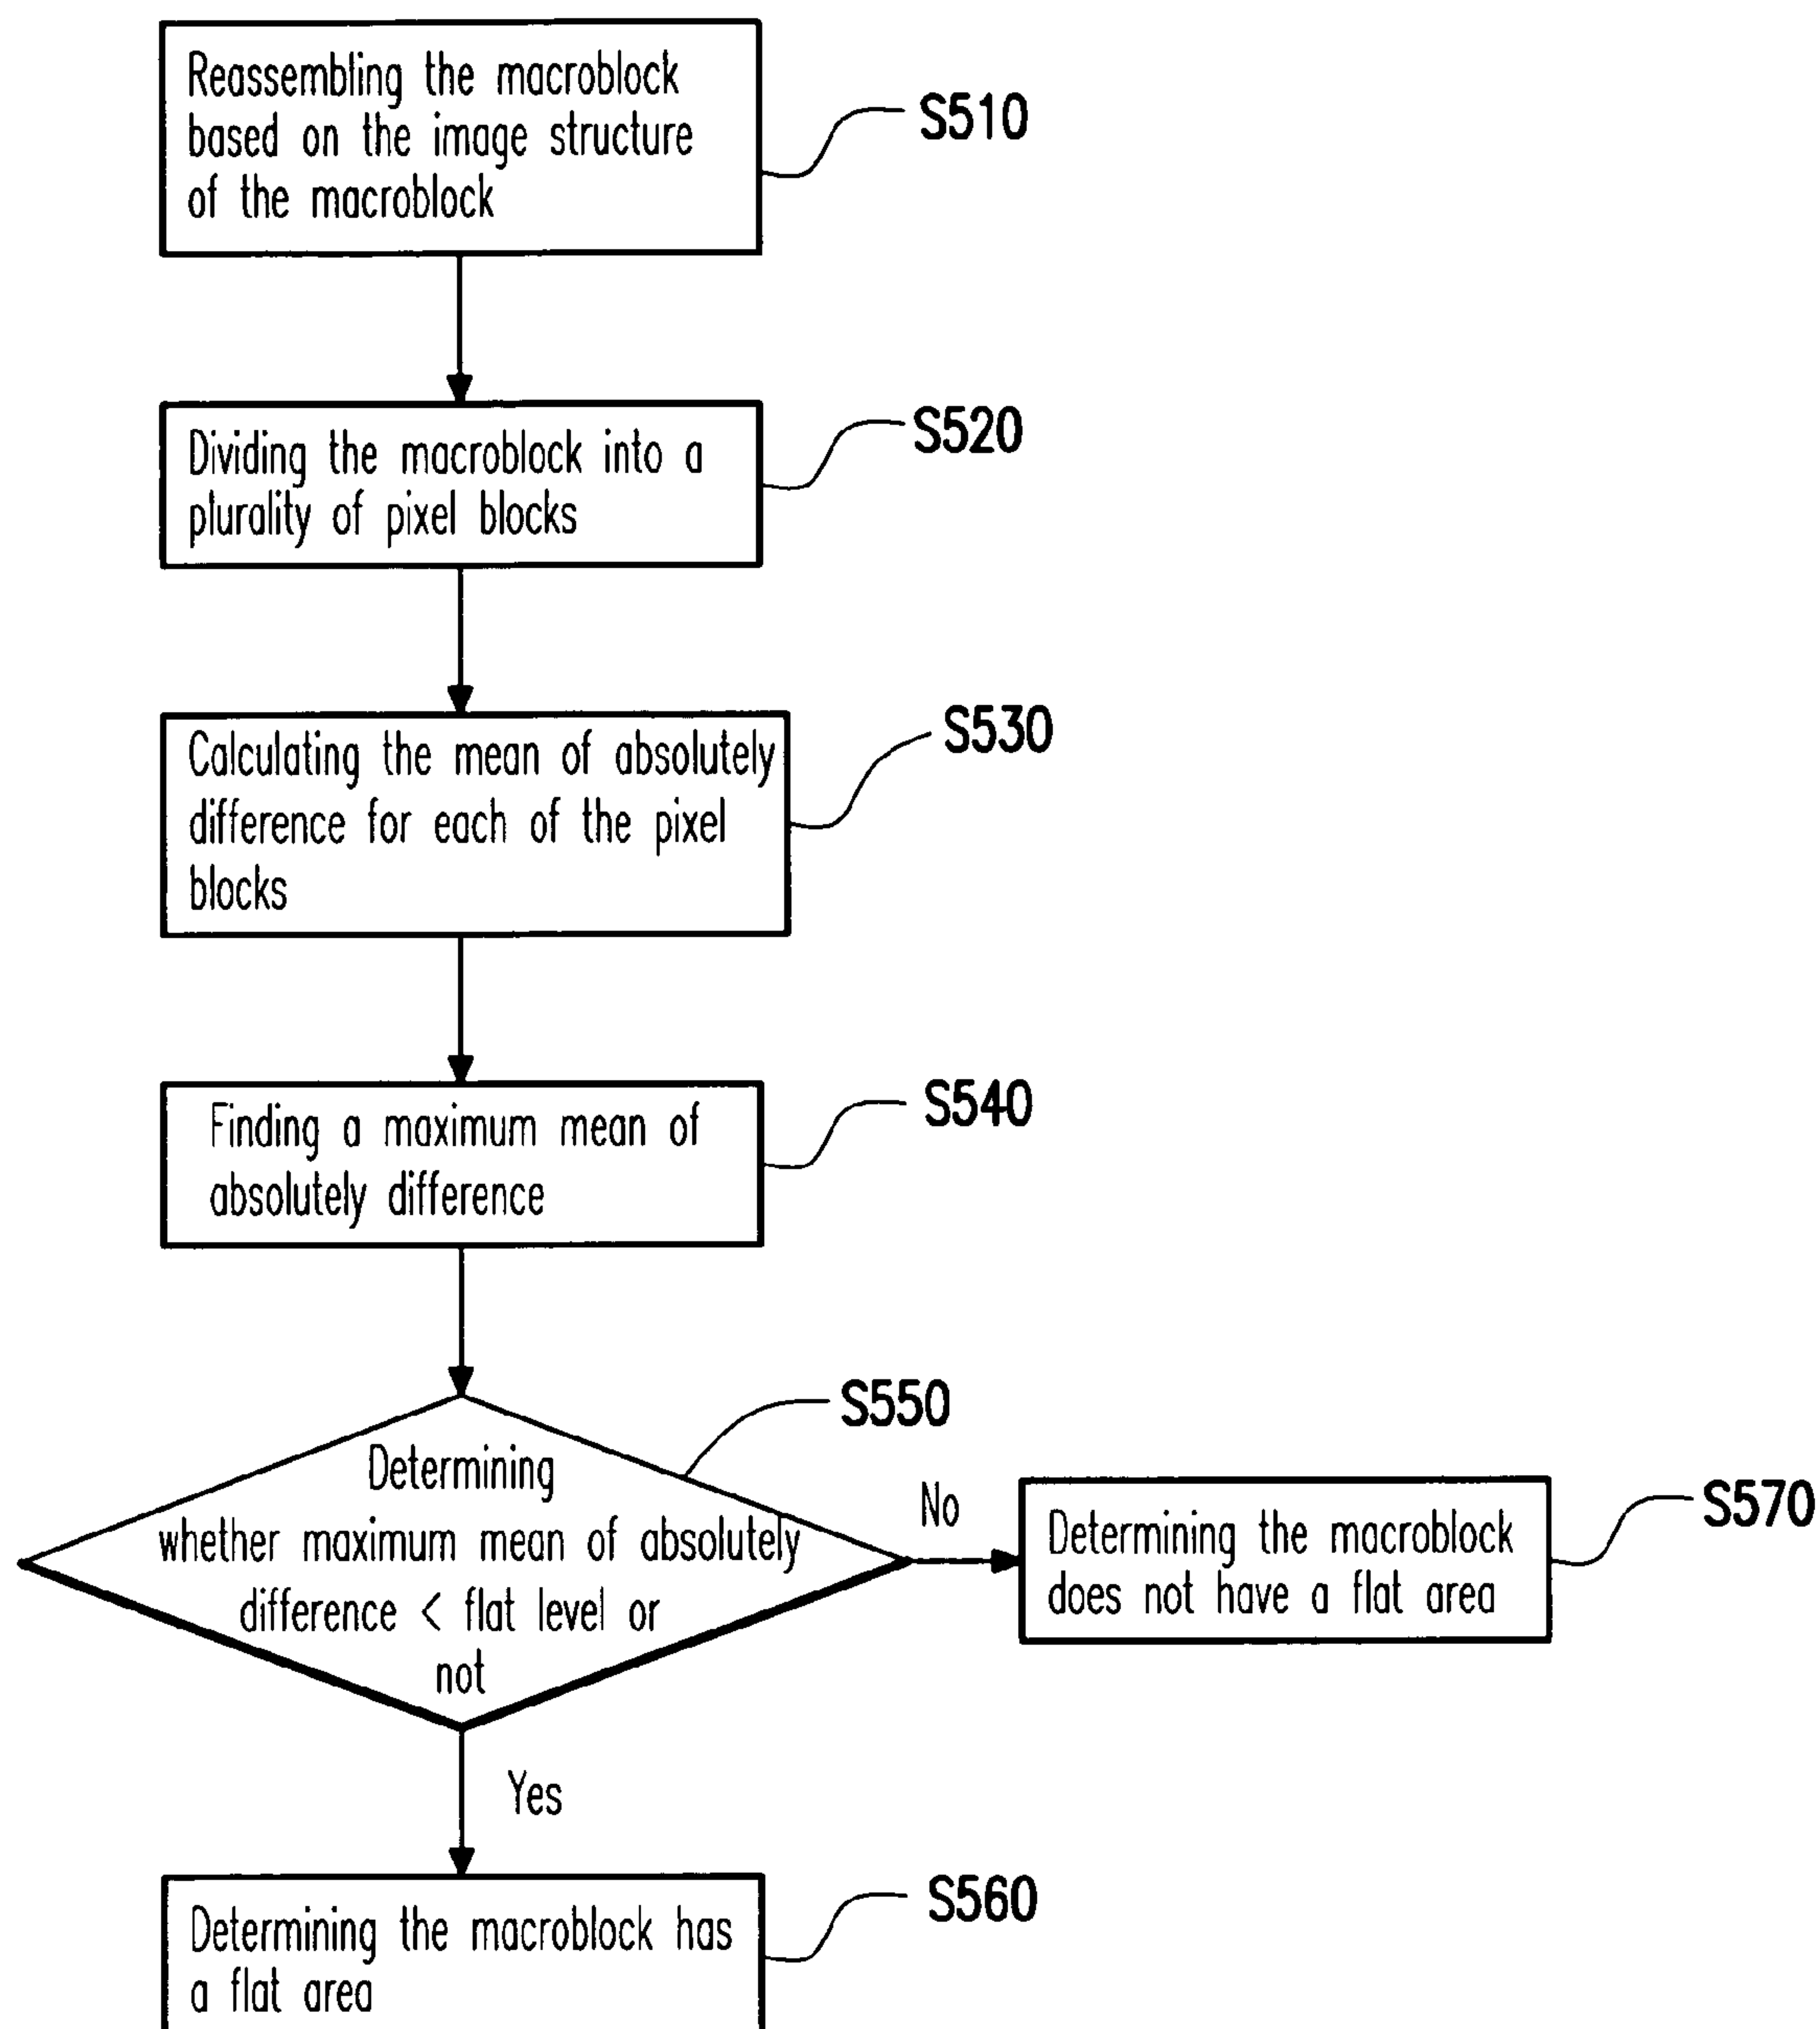 Reassembling the macroblock
based on the image structure
of the macroblock
S510
Dividing the macroblock into a
plurality of pixel blocks
S520
Calculating the mean of absolutely
difference for each of the pixel
blocks
S530
Finding a maximum mean of
absolutely difference
S540
Determining
whether maximum mean of absolutely
difference < flat level or
not
S550
No
Determining the macroblock
does not have a flat area
S570
Yes
Determining the macroblock has
a flat area
S560